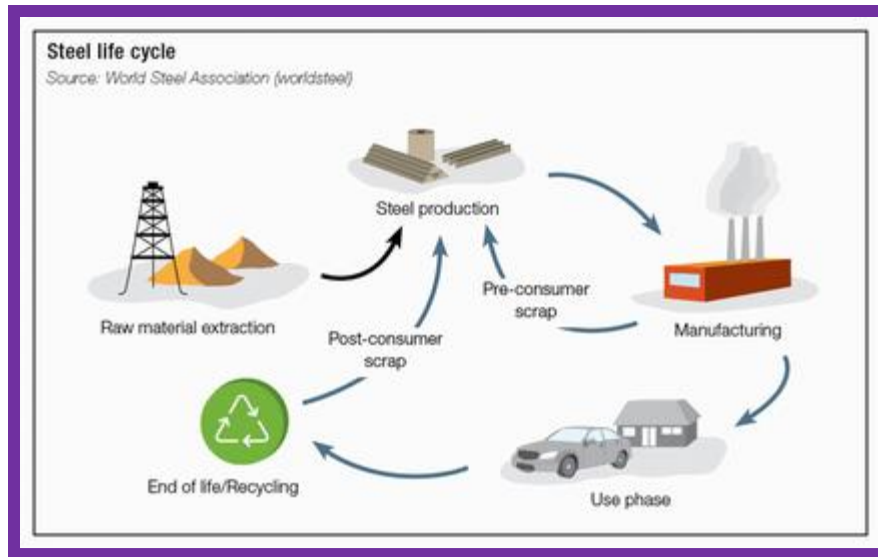 Steel life cycle
Source: World Steel Association (worldsteel)
Steel production
Raw material extraction
Pre-consumer
scrap
Manufacturing
Post-consumer
scrap
End of life/Recycling
Use phase